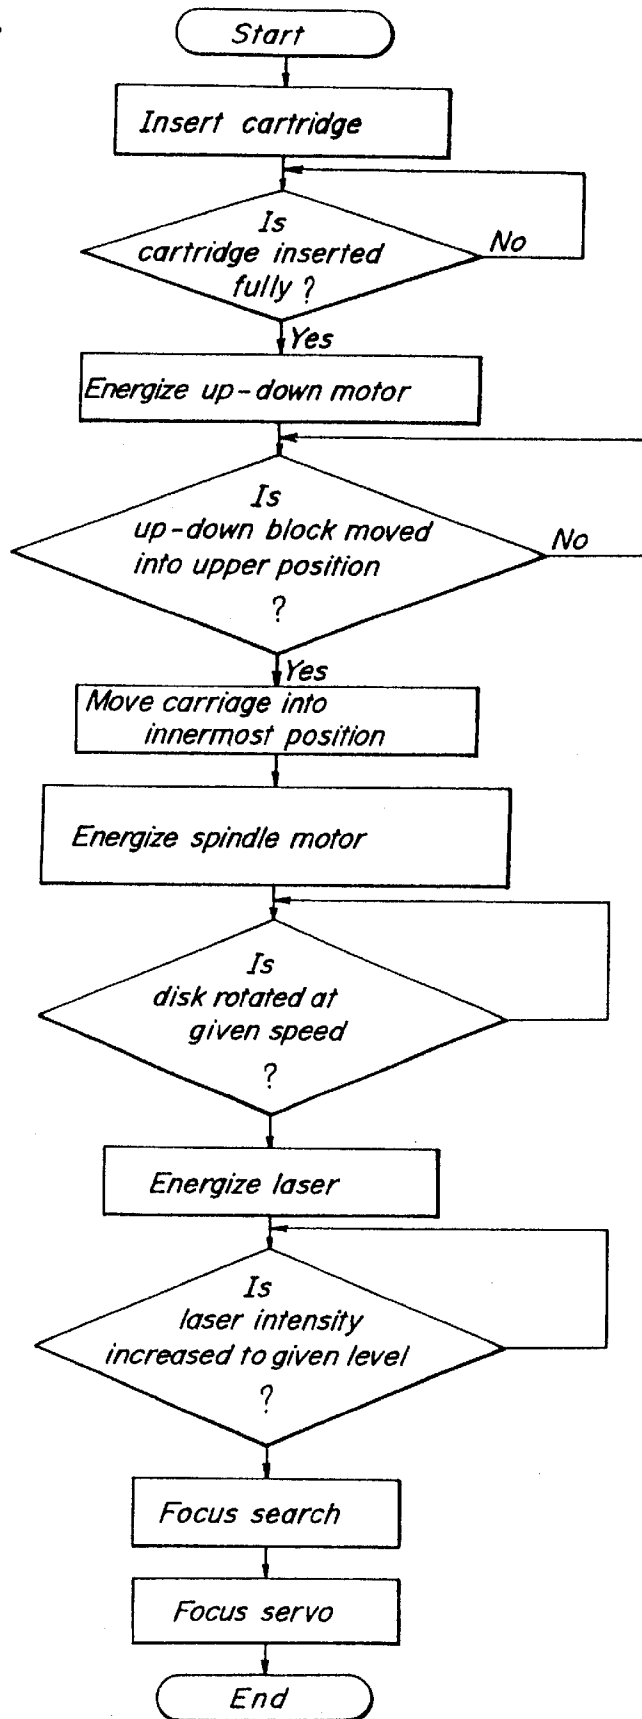 Start
Insert cartridge
Is
cartridge inserted
fully ?
No
Yes
Energize up-down motor
Is
up-down block moved
into upper position
?
No
Yes
Move carriage into
innermost position
Energize spindle motor
Is
disk rotated at
given speed
?
Energize laser
Is
laser intensity
increased to given level
?
Focus search
Focus servo
End